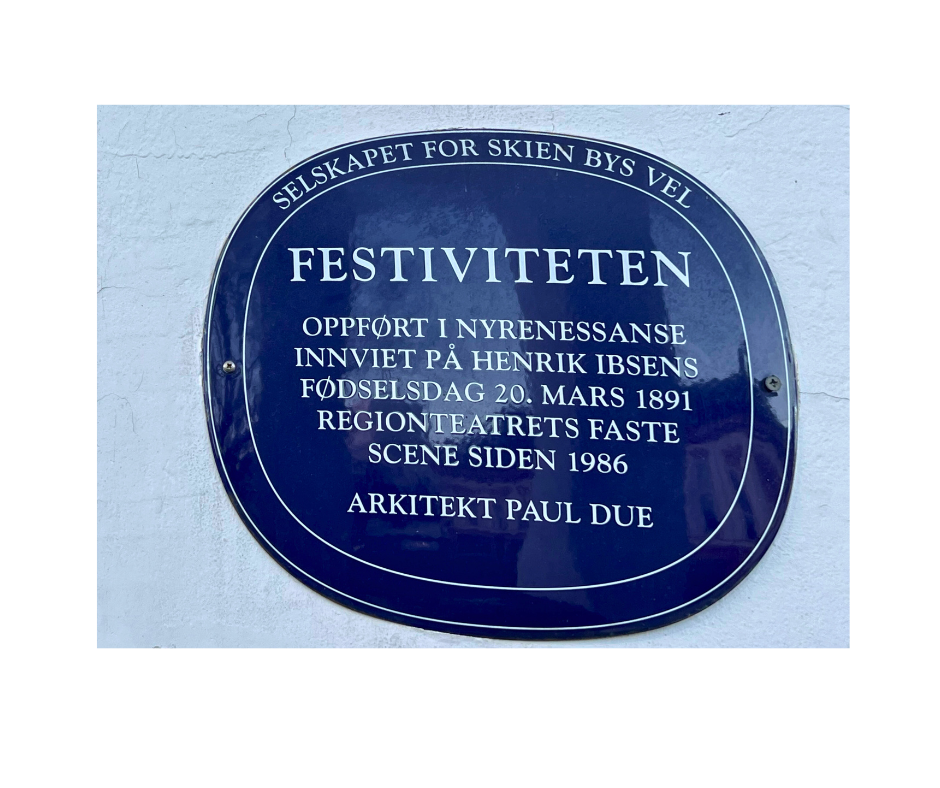 SELSKAPET FOR SKIEN BYS VEL
FESTIVITETEN
OPPFØRT I NYRENESSANSE
INNVIET PÅ HENRIK IBSENS
FØDSELSDAG 20. MARS 1891
REGIONTEATRETS FASTE
SCENE SIDEN 1986
ARKITEKT PAUL DUE